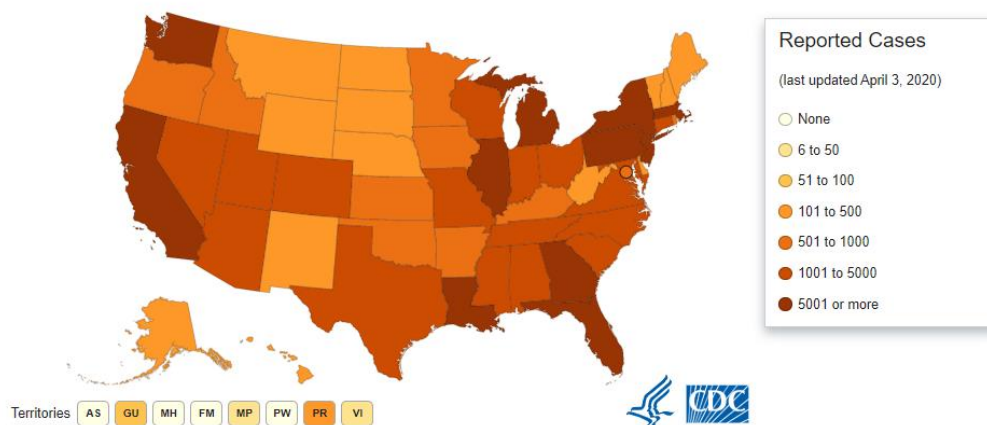 Reported Cases
(last updated April 3, 2020)
None
6 to 50
51 to 100
101 to 500
501 to 1000
1001 to 5000
5001 or more
Territories AS GU MH FM MP PW PR VI
CDC